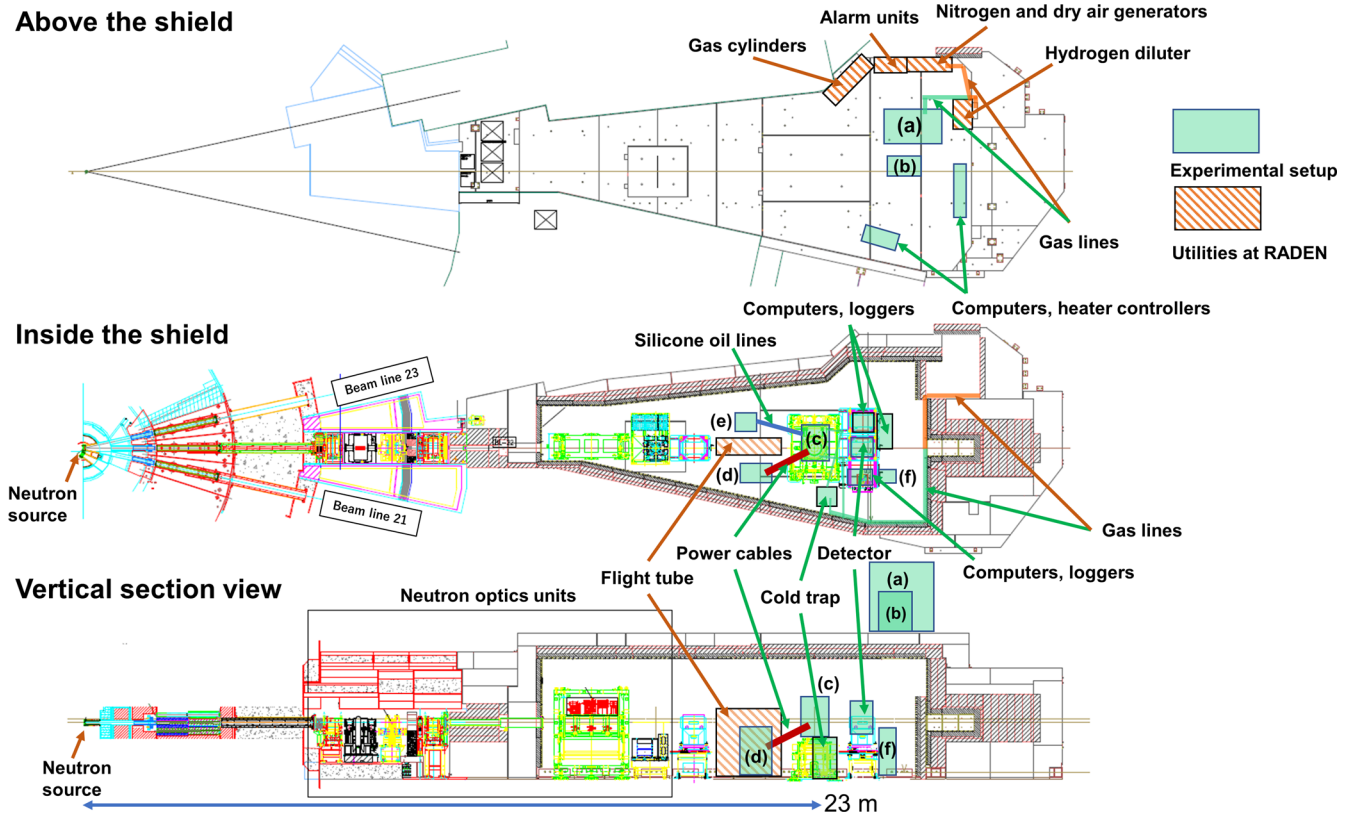 Above the shield
Gas cylinders
Alarm units
Nitrogen and dry air generators
Hydrogen diluter
(a)
(b)
Experimental setup
Utilities at RADEN
Gas lines
Computers, heater controllers
Inside the shield
Computers, loggers
Silicone oil lines
Beam line 23
Beam line 21
Neutron
source
(e)
(c)
(d)
(f)
Gas lines
Power cables
Detector
Computers, loggers
Flight tube
Cold trap
Vertical section view
Neutron optics units
(a)
(b)
(c)
(d)
(f)
Neutron
source
23 m